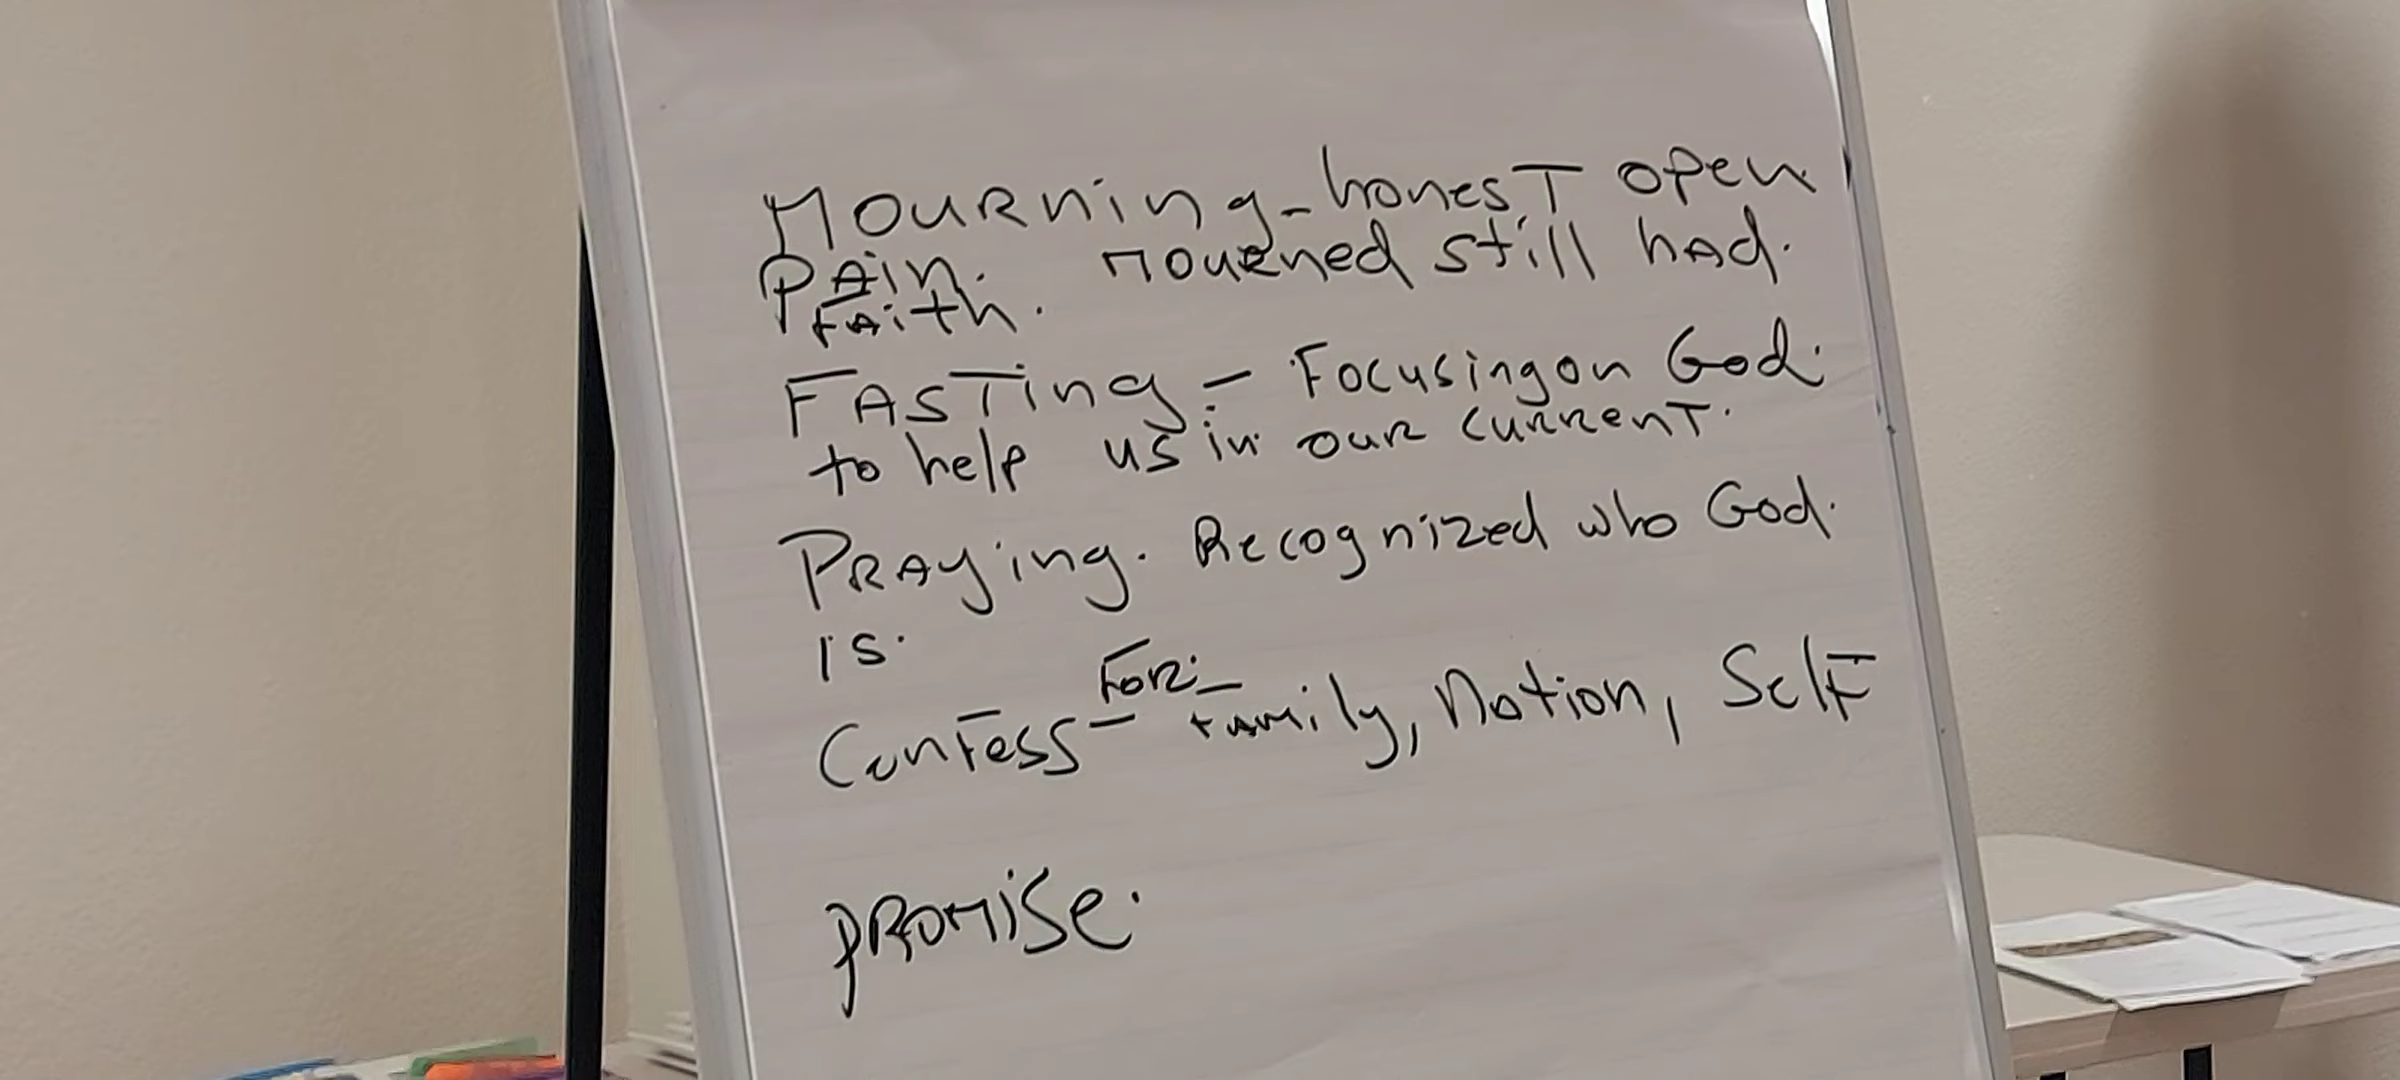 Mourning - honest open
Pain. Mourned still had.
Faith.
Fasting - Focusing on God.
to help us in our current.
Praying. Recognized who God.
is.
For.
Confess - family, Nation, Self
promise.